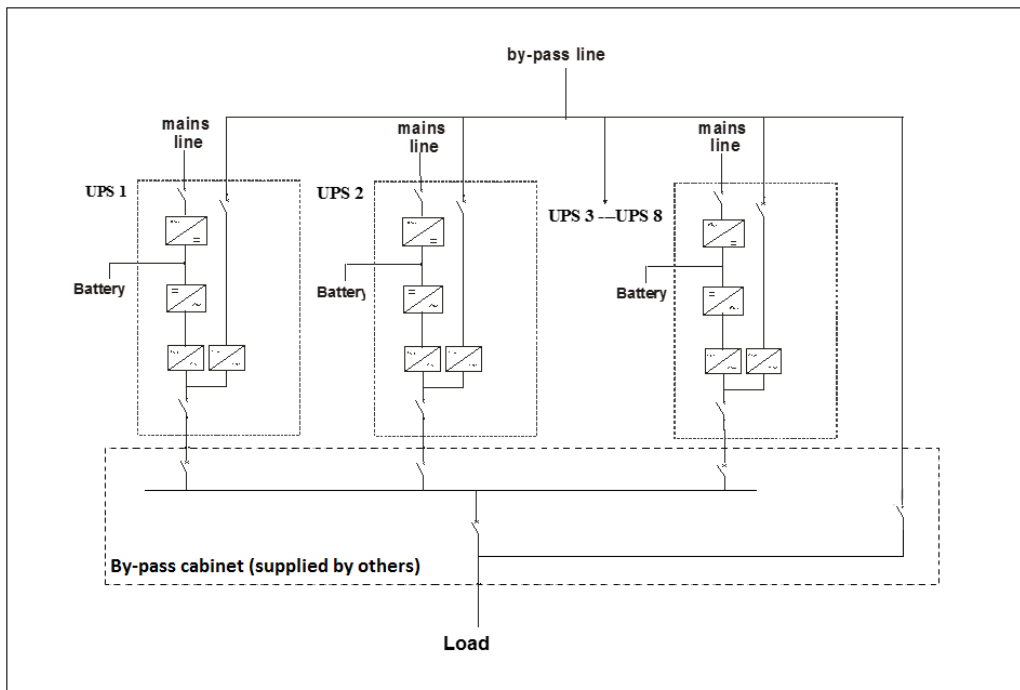 by-pass line
mains
line
mains
line
mains
line
UPS 1
UPS 2
UPS 3 ---UPS 8
Battery
Battery
Battery
By-pass cabinet (supplied by others)
Load